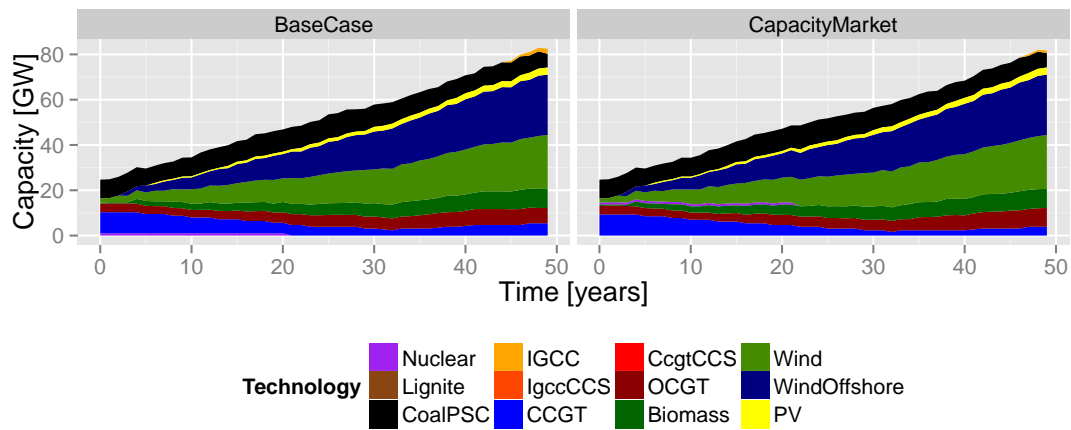 BaseCase CapacityMarket
Capacity [GW]
80
60
40
20
0
0 10 20 30 40 50 0 10 20 30 40 50
Time [years]
Technology
Nuclear IGCC CcgtCCS Wind
Lignite IgccCCS OCGT WindOffshore
CoalPSC CCGT Biomass PV